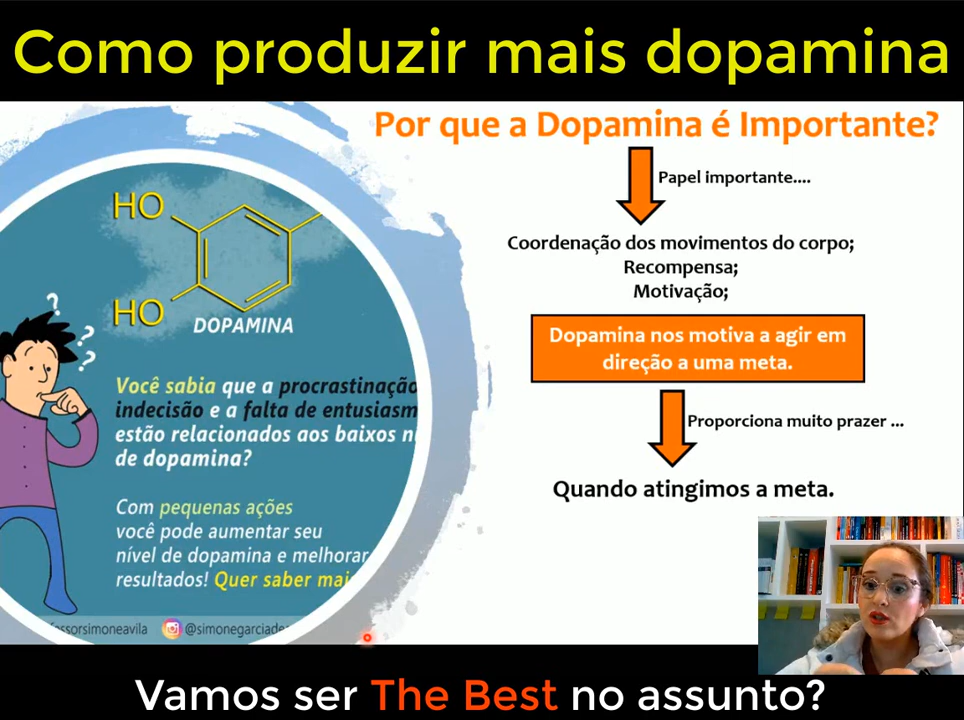 Como produzir mais dopamina
Por que a Dopamina é Importante?
Papel importante....
Coordenação dos movimentos do corpo;
Recompensa;
Motivação;
Dopamina nos motiva a agir em
direção a uma meta.
Proporciona muito prazer ...
Quando atingimos a meta.
HO
HO
DOPAMINA
? ? ?
Você sabia que a procrastinação
indecisão e a falta de entusiasm
estão relacionados aos baixos n
de dopamina?
Com pequenas ações
você pode aumentar seu
nível de dopamina e melhorar
resultados! Quer saber mai
essorsimoneavila @simonegarciade
Vamos ser The Best no assunto?